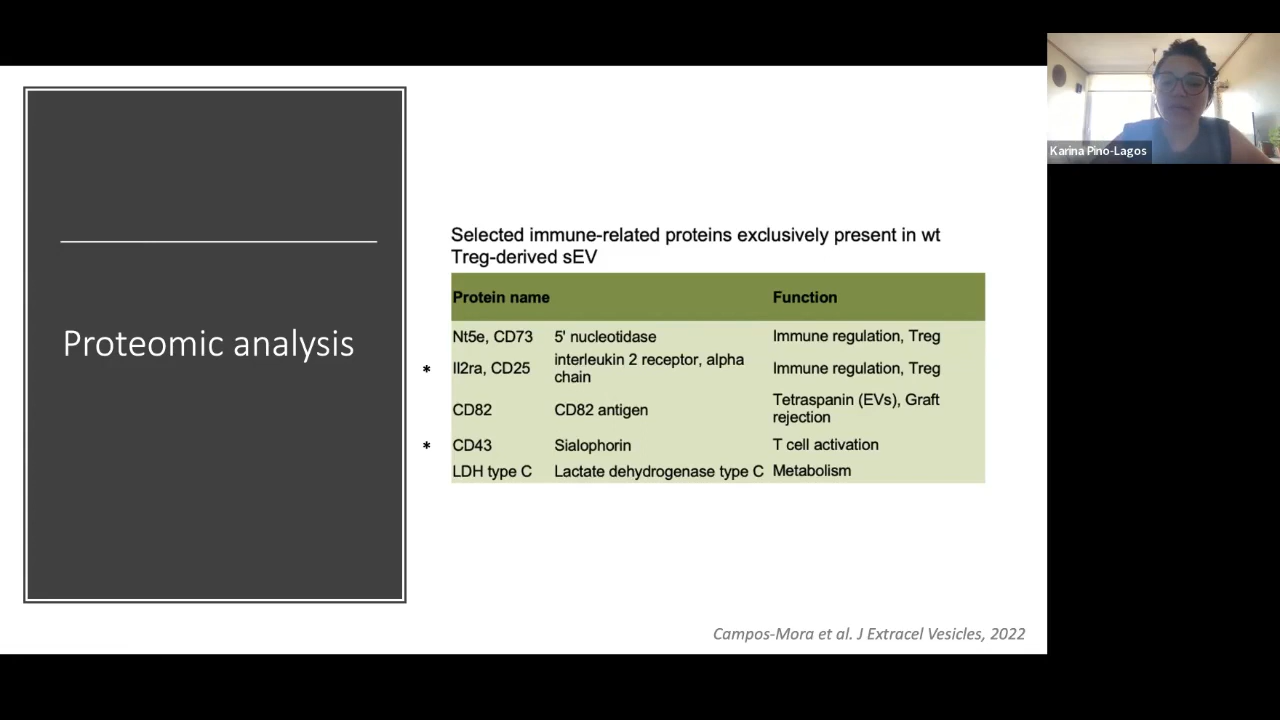 Karina Pino-Lagos
Proteomic analysis
Selected immune-related proteins exclusively present in wt
Treg-derived sEV
Protein name Function
Nt5e, CD73 5' nucleotidase Immune regulation, Treg
* Il2ra, CD25 interleukin 2 receptor, alpha
chain Immune regulation, Treg
CD82 CD82 antigen Tetraspanin (EVs), Graft
rejection
* CD43 Sialophorin T cell activation
LDH type C Lactate dehydrogenase type C Metabolism
Campos-Mora et al. J Extracel Vesicles, 2022